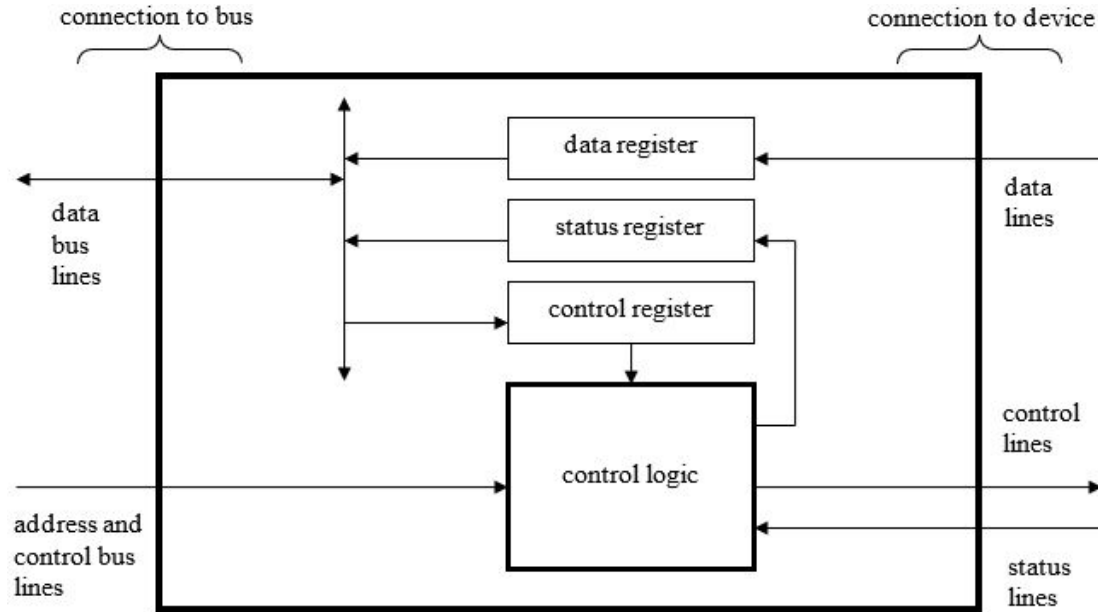 connection to bus
connection to device
data register
data
lines
data
bus
lines
status register
control register
control
lines
control logic
address and
control bus
lines
status
lines